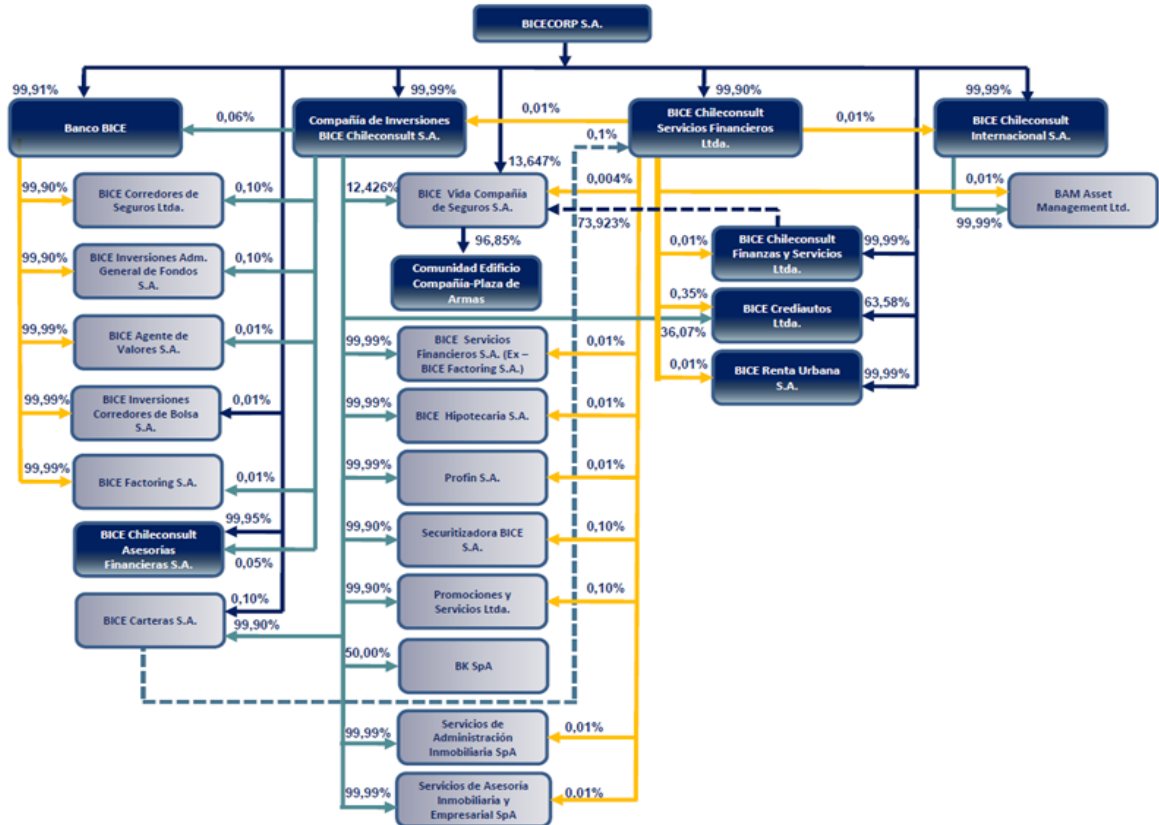 BICECORP S.A.
99,91%
99,99%
99,90%
99,99%
Banco BICE
0,06%
Compañía de Inversiones
BICE Chileconsult S.A.
0,01%
BICE Chileconsult
Servicios Financieros
Ltda.
0,01%
BICE Chileconsult
Internacional S.A.
0,1%
13,647%
99,90%
BICE Corredores de
Seguros Ltda.
0,10%
12,426%
BICE Vida Compañía
de Seguros S.A.
0,004%
0,01%
BAM Asset
Management Ltd.
99,99%
73,923%
96,85%
99,90%
BICE Inversiones Adm.
General de Fondos
S.A.
0,10%
Comunidad Edificio
Compañía-Plaza de
Armas
0,01%
BICE Chileconsult
Finanzas y Servicios
Ltda.
99,99%
0,35%
BICE Crediautos
Ltda.
63,58%
36,07%
99,99%
BICE Agente de
Valores S.A.
0,01%
99,99%
BICE Servicios
Financieros S.A. (Ex –
BICE Factoring S.A.)
0,01%
0,01%
BICE Renta Urbana
S.A.
99,99%
99,99%
BICE Inversiones
Corredores de Bolsa
S.A.
0,01%
99,99%
BICE Hipotecaria S.A.
0,01%
99,99%
BICE Factoring S.A.
0,01%
99,99%
Profin S.A.
0,01%
99,95%
BICE Chileconsult
Asesorías
Financieras S.A.
0,05%
99,90%
Securitizadora BICE
S.A.
0,10%
0,10%
BICE Carteras S.A.
99,90%
99,90%
Promociones y
Servicios Ltda.
0,10%
50,00%
BK SpA
99,99%
Servicios de
Administración
Inmobiliaria SpA
0,01%
99,99%
Servicios de Asesoría
Inmobiliaria y
Empresarial SpA
0,01%